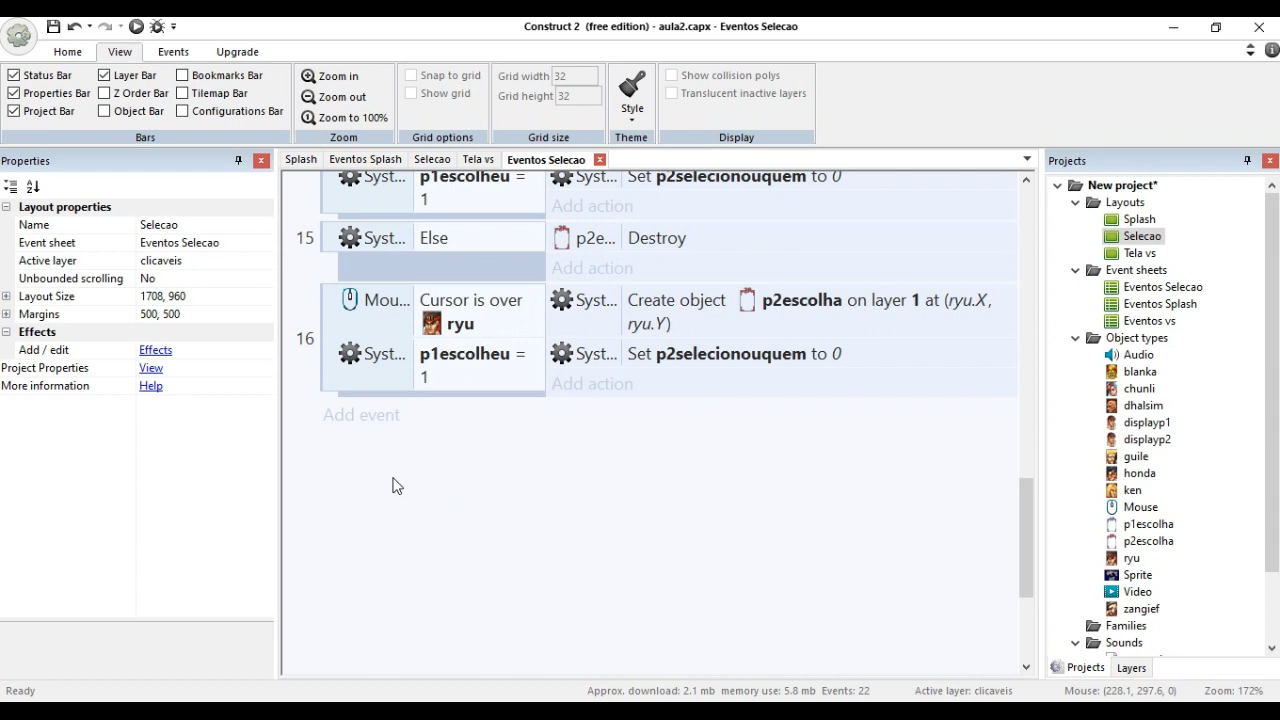 Construct 2 (free edition) - aula2.capx - Eventos Selecao
Home View Events Upgrade
Status Bar Layer Bar Bookmarks Bar
Properties Bar Z Order Bar Tilemap Bar
Project Bar Object Bar Configurations Bar
Bars
Zoom in
Zoom out
Zoom to 100%
Zoom
Snap to grid
Show grid
Grid options
Grid width 32
Grid height 32
Grid size
Style
Theme
Show collision polys
Translucent inactive layers
Display
Properties
Layout properties
Name Selecao
Event sheet Eventos Selecao
Active layer clicaveis
Unbounded scrolling No
Layout Size 1708, 960
Margins 500, 500
Effects
Add / edit Effects
Project Properties View
More information Help
Splash Eventos Splash Selecao Tela vs Eventos Selecao
Syst... p1escolheu = 1 Syst... Set p2selecionouquem to 0
Add action
15 Syst... Else p2e... Destroy
Add action
16 Mou... Cursor is over ryu Syst... Create object p2escolha on layer 1 at (ryu.X, ryu.Y)
Syst... p1escolheu = 1 Syst... Set p2selecionouquem to 0
Add action
Add event
Projects
New project*
Layouts
Splash
Selecao
Tela vs
Event sheets
Eventos Selecao
Eventos Splash
Eventos vs
Object types
Audio
blanka
chunli
dhalsim
displayp1
displayp2
guile
honda
ken
Mouse
p1escolha
p2escolha
ryu
Sprite
Video
zangief
Families
Sounds
Projects Layers
Ready Approx. download: 2.1 mb memory use: 5.8 mb Events: 22 Active layer: clicaveis Mouse: (228.1, 297.6, 0) Zoom: 172%